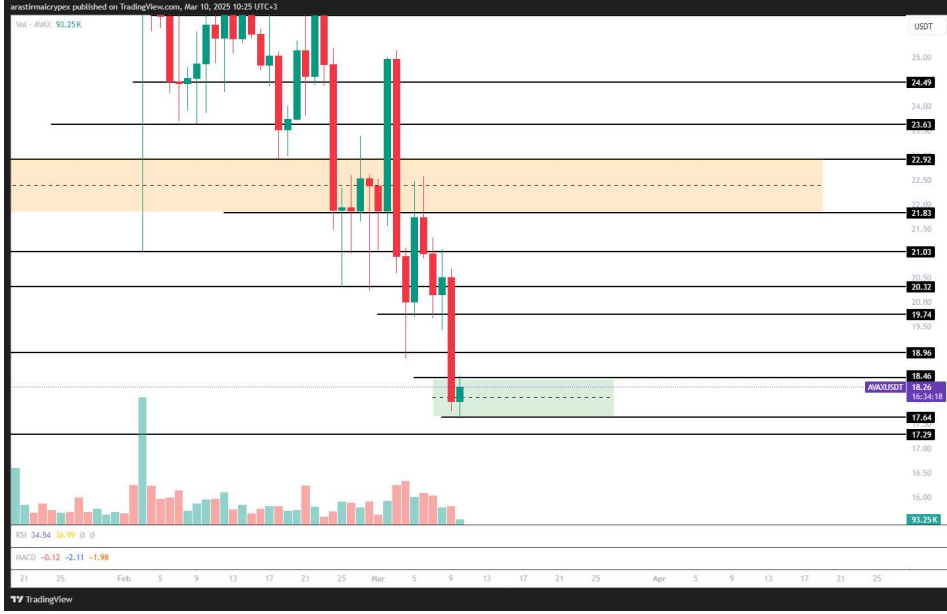 arastirmaicrypex published on TradingView.com, Mar 10, 2025 10:25 UTC+3
Vol · AVAX 93.25K
USDT
25.00
24.49
24.00
23.63
22.92
22.50
22.00
21.83
21.50
21.03
20.50
20.32
20.00
19.74
19.50
18.96
18.46
AVAXUSDT 18.26
16:34:18
17.64
17.29
17.00
16.50
16.00
93.25K
RSI 34.54 36.99 Ø Ø
MACD −0.12 −2.11 −1.98
21 25 Feb 5 9 13 17 21 25 Mar 5 9 13 17 21 25 Apr 5 9 13 17 21 25
TradingView